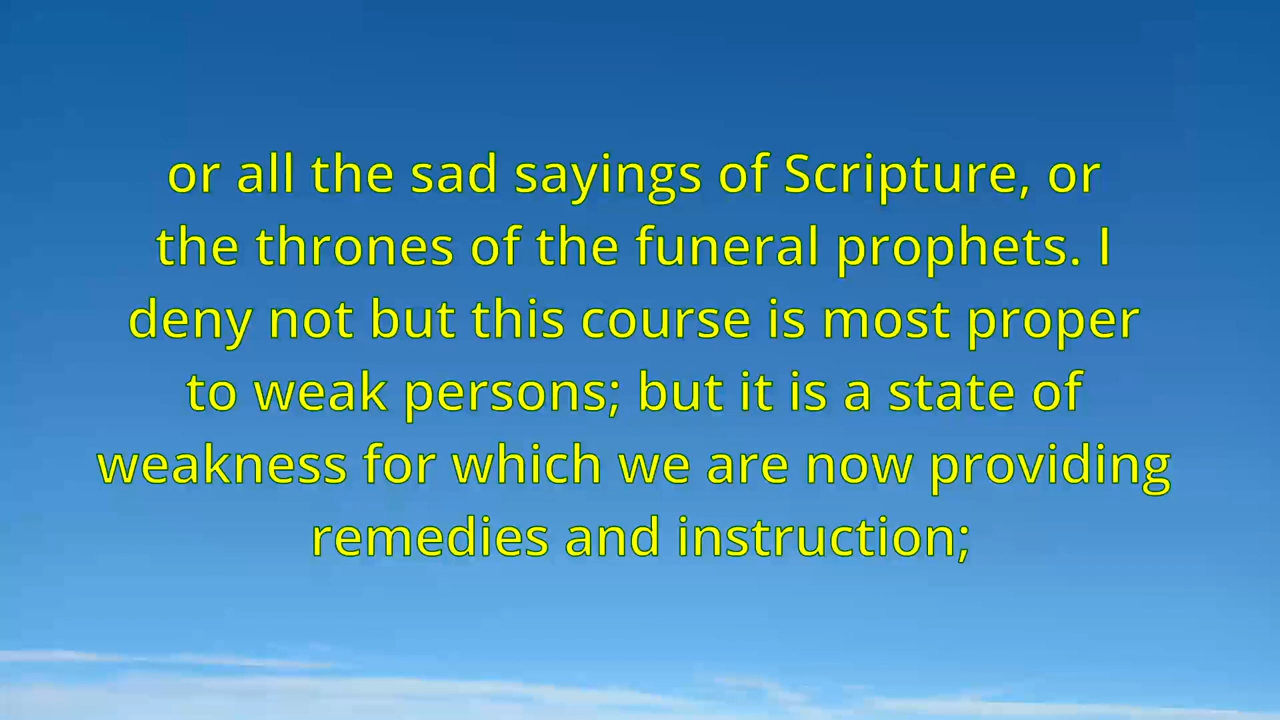 or all the sad sayings of Scripture, or
the thrones of the funeral prophets. I
deny not but this course is most proper
to weak persons; but it is a state of
weakness for which we are now providing
remedies and instruction;